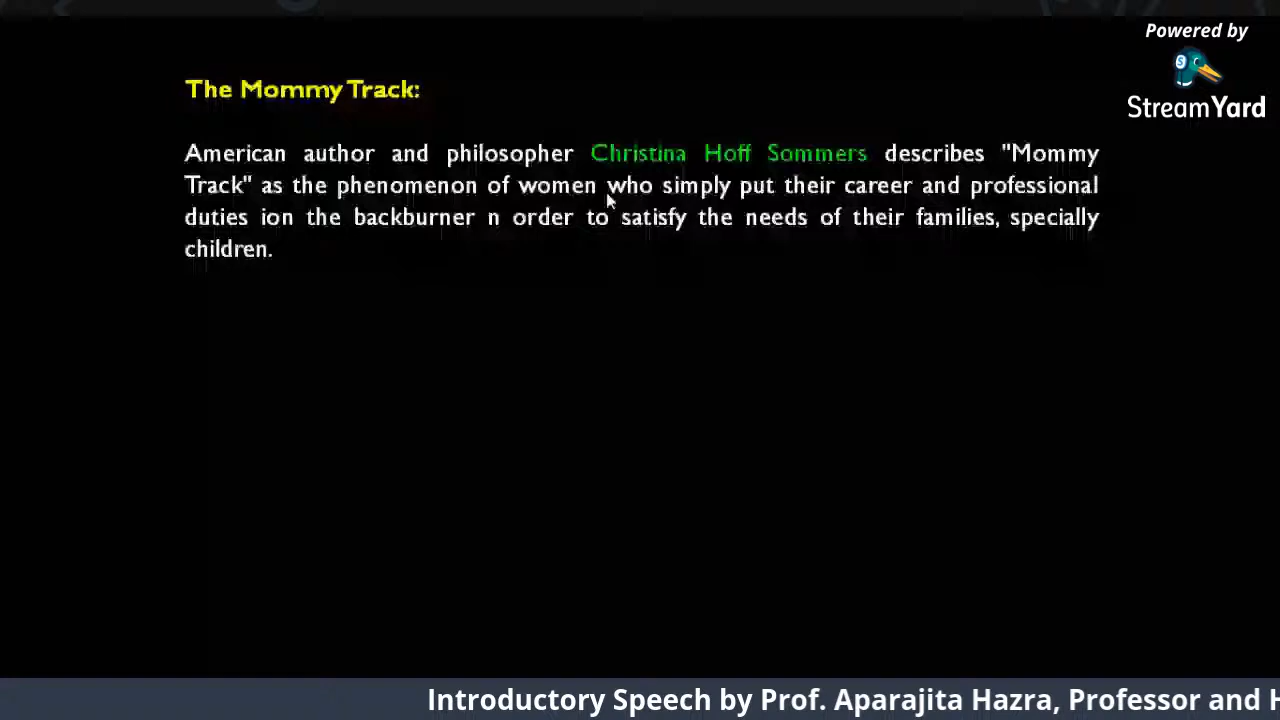 Powered by
StreamYard
The Mommy Track:
American author and philosopher Christina Hoff Sommers describes "Mommy
Track" as the phenomenon of women who simply put their career and professional
duties ion the backburner n order to satisfy the needs of their families, specially
children.
Introductory Speech by Prof. Aparajita Hazra, Professor and H